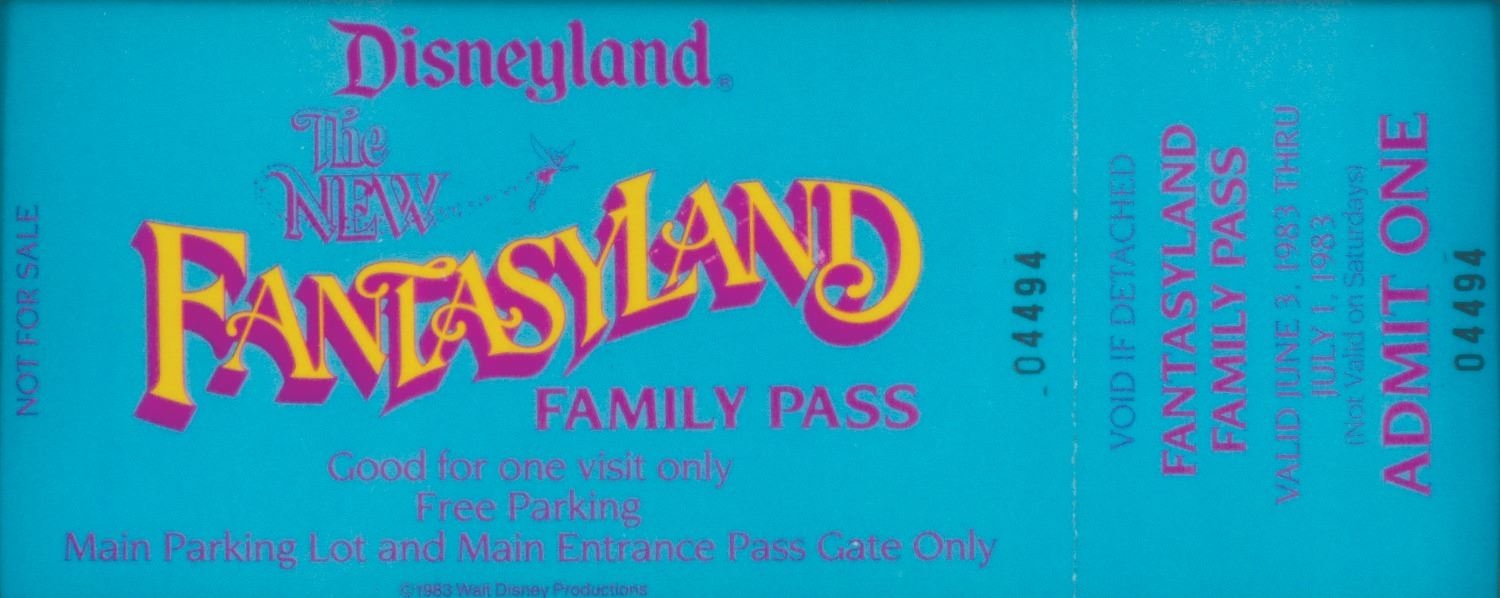 Disneyland®
The
NEW
FANTASYLAND
FAMILY PASS
Good for one visit only
Free Parking
Main Parking Lot and Main Entrance Pass Gate Only
©1983 Walt Disney Productions
NOT FOR SALE
04494
VOID IF DETACHED
FANTASYLAND
FAMILY PASS
VALID JUNE 3, 1983 THRU
JULY 1, 1983
(Not Valid on Saturdays)
ADMIT ONE
04494